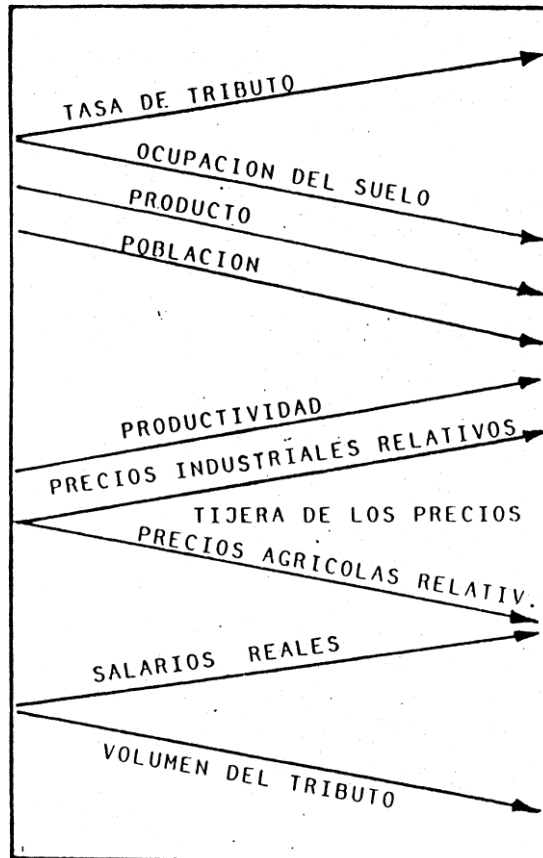 TASA DE TRIBUTO
OCUPACION DEL SUELO
PRODUCTO
POBLACION
PRODUCTIVIDAD
PRECIOS INDUSTRIALES RELATIVOS
TIJERA DE LOS PRECIOS
PRECIOS AGRICOLAS RELATIV.
SALARIOS REALES
VOLUMEN DEL TRIBUTO